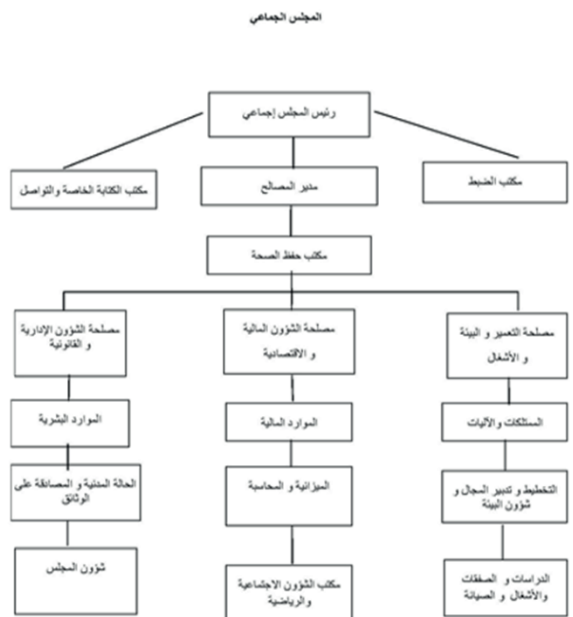 المجلس الجماعي
رئيس المجلس إجماعي
مكتب الضبط
مدير المصالح
مكتب الكتابة الخاصة والتواصل
مكتب حفظ الصحة
مصلحة التعمير و البيئة
و الأشغال
مصلحة الشؤون المالية
و الاقتصادية
مصلحة الشؤون الإدارية
و القانونية
الممتلكات والآليات
الموارد المالية
الموارد البشرية
التخطيط و تدبير المجال و
شؤون البيئة
الميزانية و المحاسبة
الحالة المدنية و المصادقة على
الوثائق
الدراسات و الصفقات
والأشغال و الصيانة
مكتب الشؤون الاجتماعية
والرياضية
شؤون المجلس